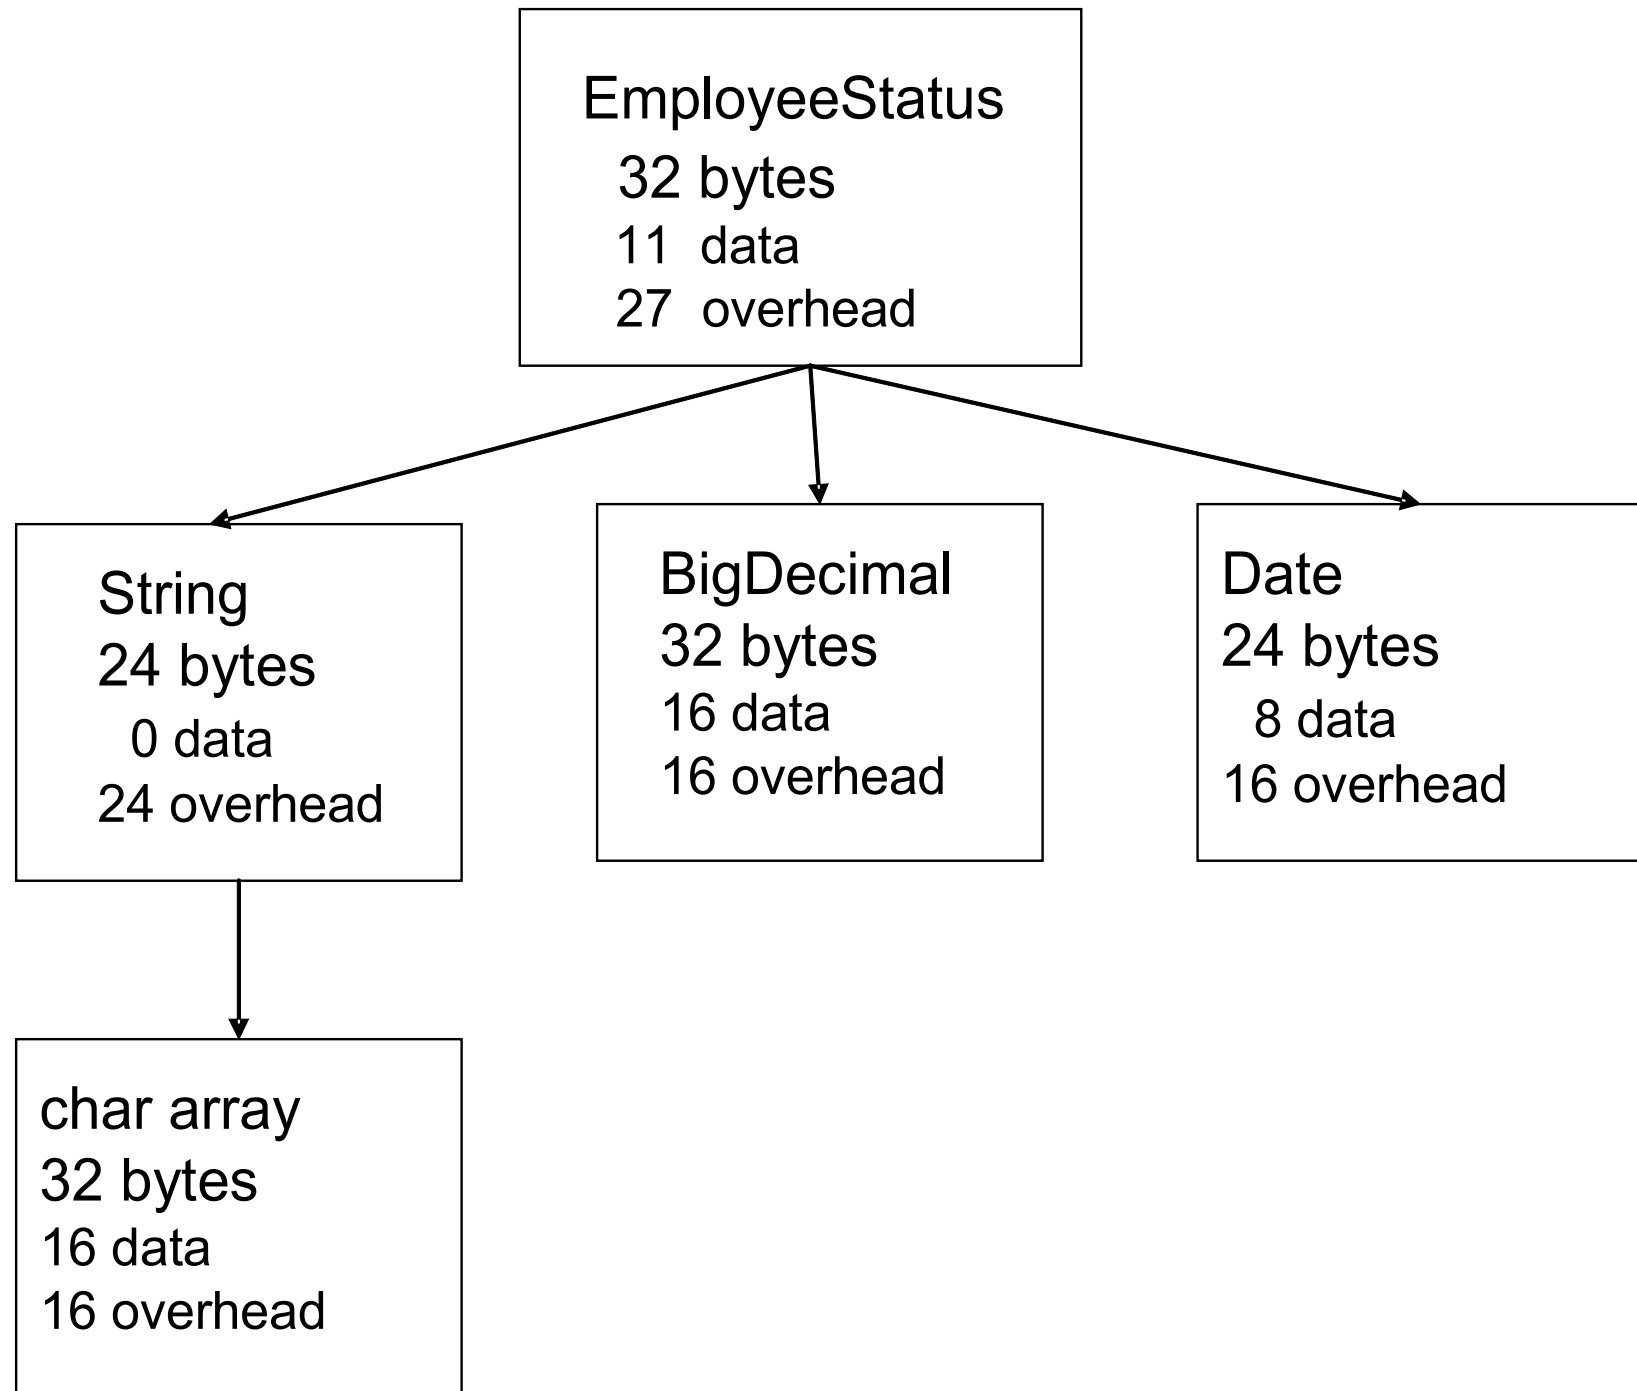 EmployeeStatus
32 bytes
11 data
27 overhead
String
24 bytes
0 data
24 overhead
BigDecimal
32 bytes
16 data
16 overhead
Date
24 bytes
8 data
16 overhead
char array
32 bytes
16 data
16 overhead